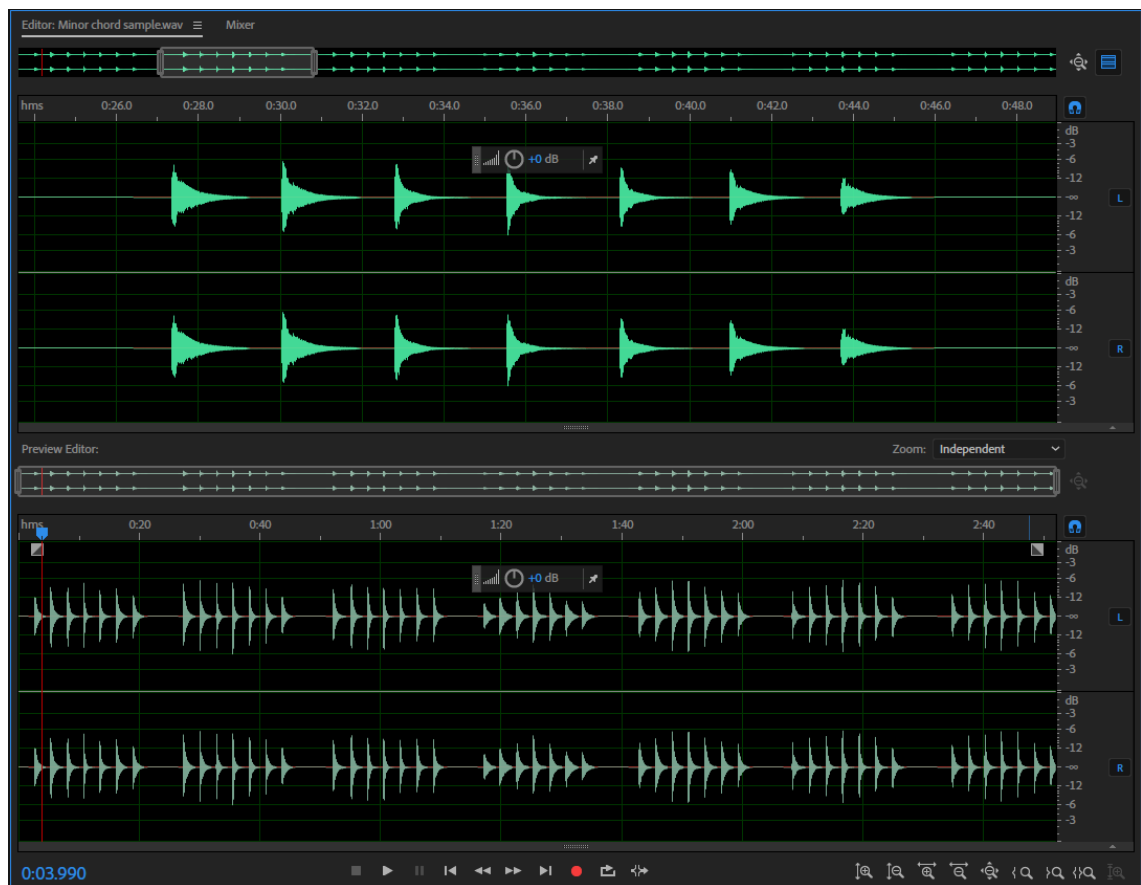 Editor: Minor chord sample.wav ≡ Mixer
hms 0:26.0 0:28.0 0:30.0 0:32.0 0:34.0 0:36.0 0:38.0 0:40.0 0:42.0 0:44.0 0:46.0 0:48.0
+0 dB
dB
-3
-6
-12
-∞
-12
-6
-3
L
dB
-3
-6
-12
-∞
-12
-6
-3
R
Preview Editor: Zoom: Independent
hms 0:20 0:40 1:00 1:20 1:40 2:00 2:20 2:40
+0 dB
dB
-3
-6
-12
-∞
-12
-6
-3
L
dB
-3
-6
-12
-∞
-12
-6
-3
R
0:03.990